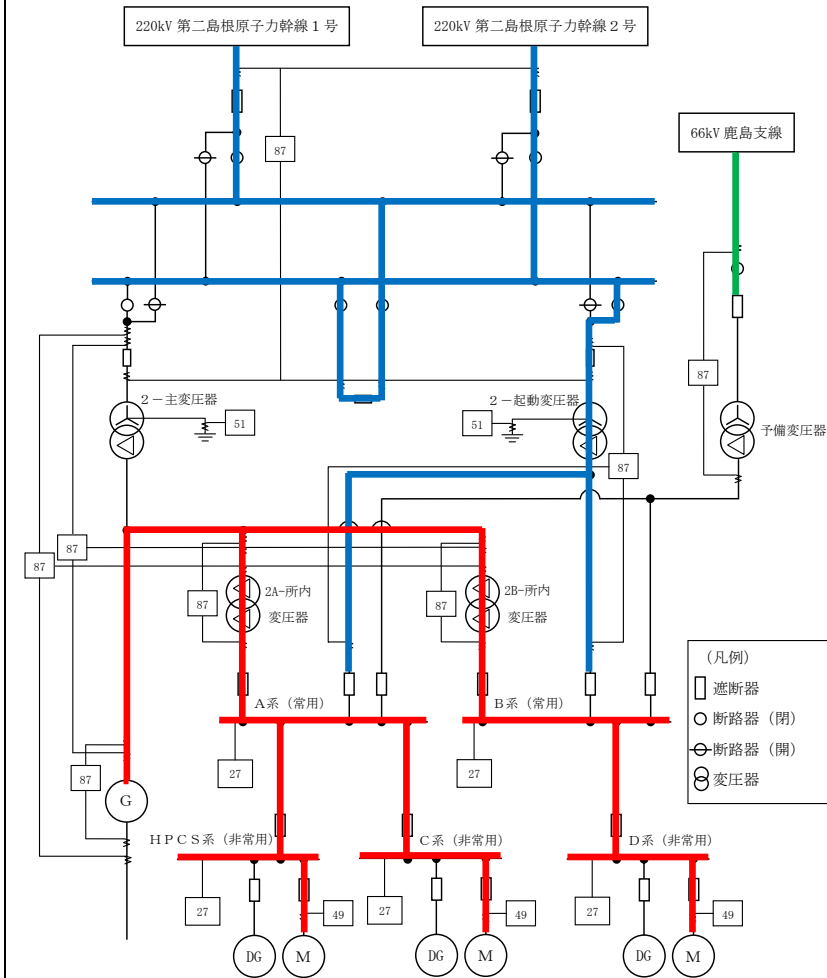 220kV 第二島根原子力幹線１号
220kV 第二島根原子力幹線２号
66kV 鹿島支線
87
87
２－主変圧器
51
２－起動変圧器
51
予備変圧器
87
87
87
87
2A-所内
変圧器
87
2B-所内
変圧器
87
（凡例）
遮断器
断路器（閉）
断路器（開）
変圧器
Ａ系（常用）
Ｂ系（常用）
27
27
87
G
ＨＰＣＳ系（非常用）
Ｃ系（非常用）
Ｄ系（非常用）
27
49
27
49
27
49
DG
M
DG
M
DG
M